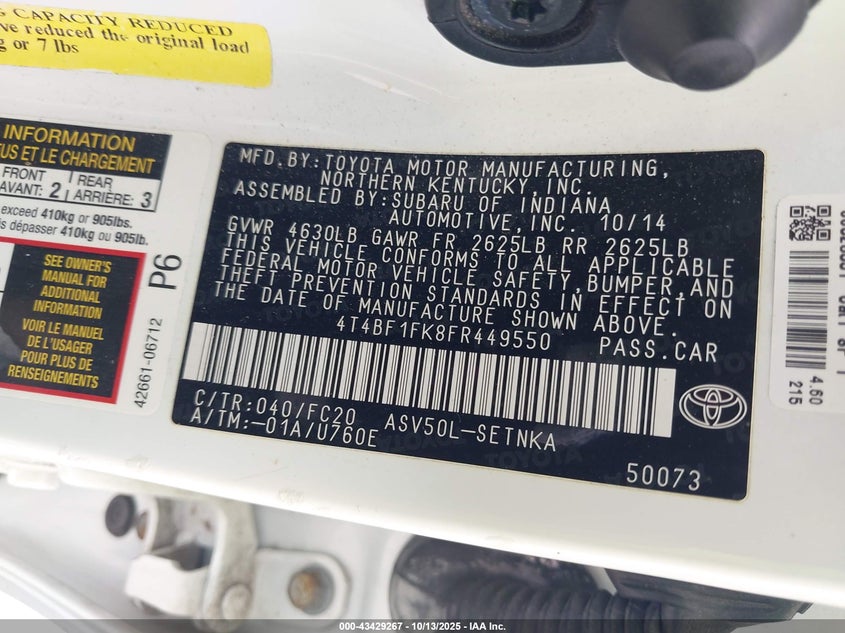 CAPACITY REDUCED
reduced the original load
or 7 lbs
INFORMATION
ET LE CHARGEMENT
FRONT
AVANT: 2
REAR
ARRIÈRE: 3
exceed 410kg or 905lbs.
dépasser 410kg ou 905lb.
SEE OWNER'S
MANUAL FOR
ADDITIONAL
INFORMATION
VOIR LE MANUEL
DE L'USAGER
POUR PLUS DE
RENSEIGNEMENTS
42661-06712
P6
MFD.BY:TOYOTA MOTOR MANUFACTURING,
NORTHERN KENTUCKY,INC.
ASSEMBLED BY:SUBARU OF INDIANA
AUTOMOTIVE,INC. 10/14
GVWR 4630LB GAWR FR 2625LB RR 2625LB
THIS VEHICLE CONFORMS TO ALL APPLICABLE
FEDERAL MOTOR VEHICLE SAFETY,BUMPER,AND
THEFT PREVENTION STANDARDS IN EFFECT ON
THE DATE OF MANUFACTURE SHOWN ABOVE.
4T4BF1FK8FR449550 PASS.CAR
C/TR:040/FC20 ASV50L-SETNKA
A/TM:-01A/U760E
50073
TOYOTA
4.60
215
000-43429267 - 10/13/2025 - IAA Inc.